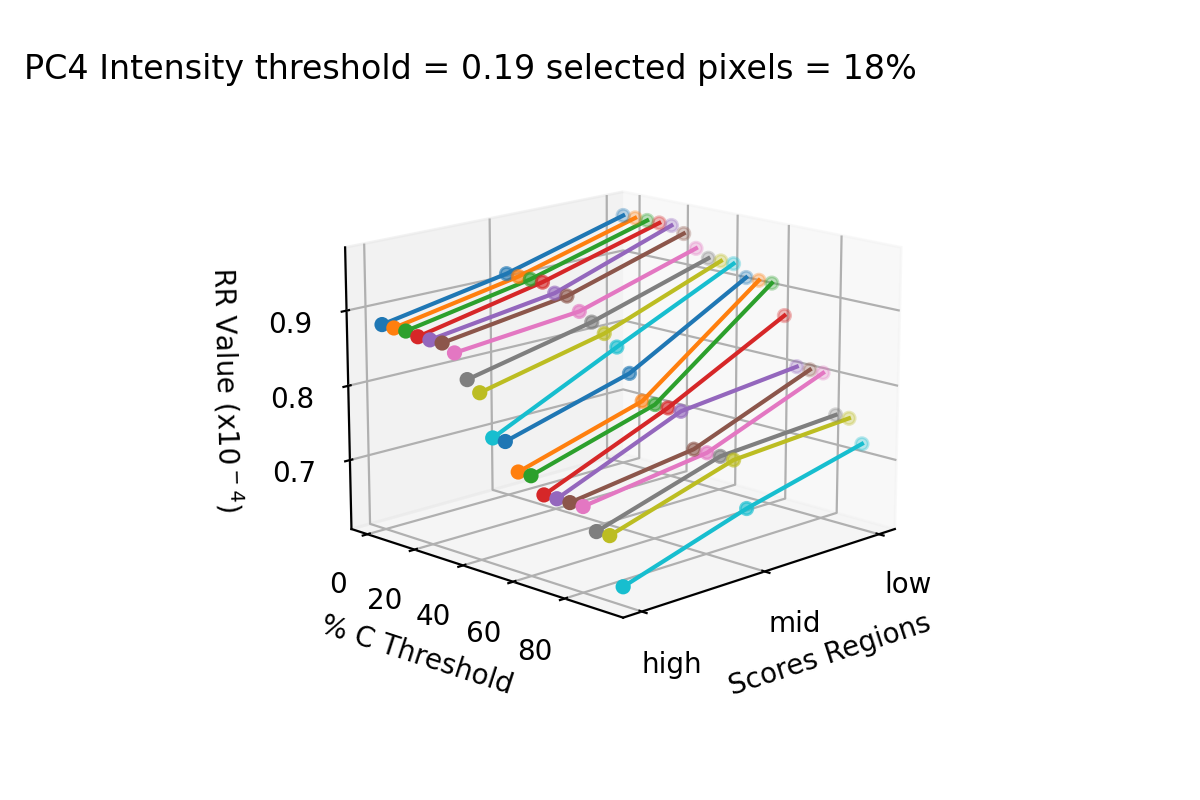 PC4 Intensity threshold = 0.19 selected pixels = 18%
RR Value (x10⁻⁴)
0.9
0.8
0.7
0
20
40
60
80
% C Threshold
high
mid
low
Scores Regions